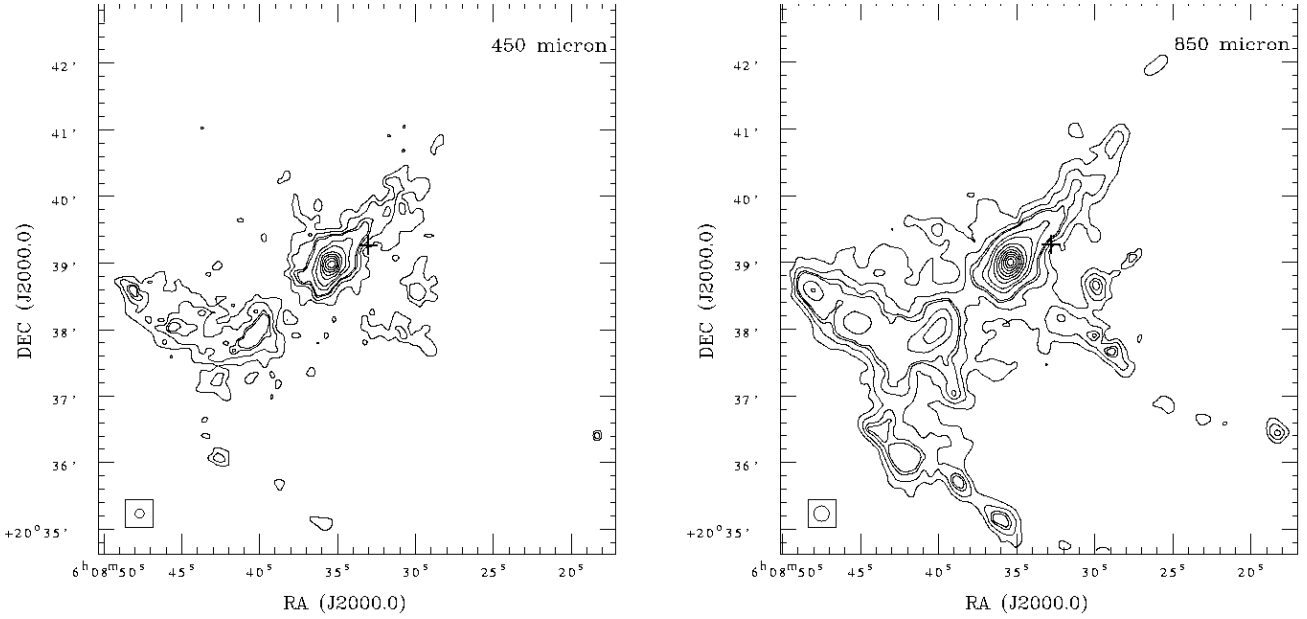 450 micron
42'
41'
40'
39'
38'
37'
36'
+20°35'
DEC (J2000.0)
6h08m50s 45s 40s 35s 30s 25s 20s
RA (J2000.0)
850 micron
42'
41'
40'
39'
38'
37'
36'
+20°35'
DEC (J2000.0)
6h08m50s 45s 40s 35s 30s 25s 20s
RA (J2000.0)